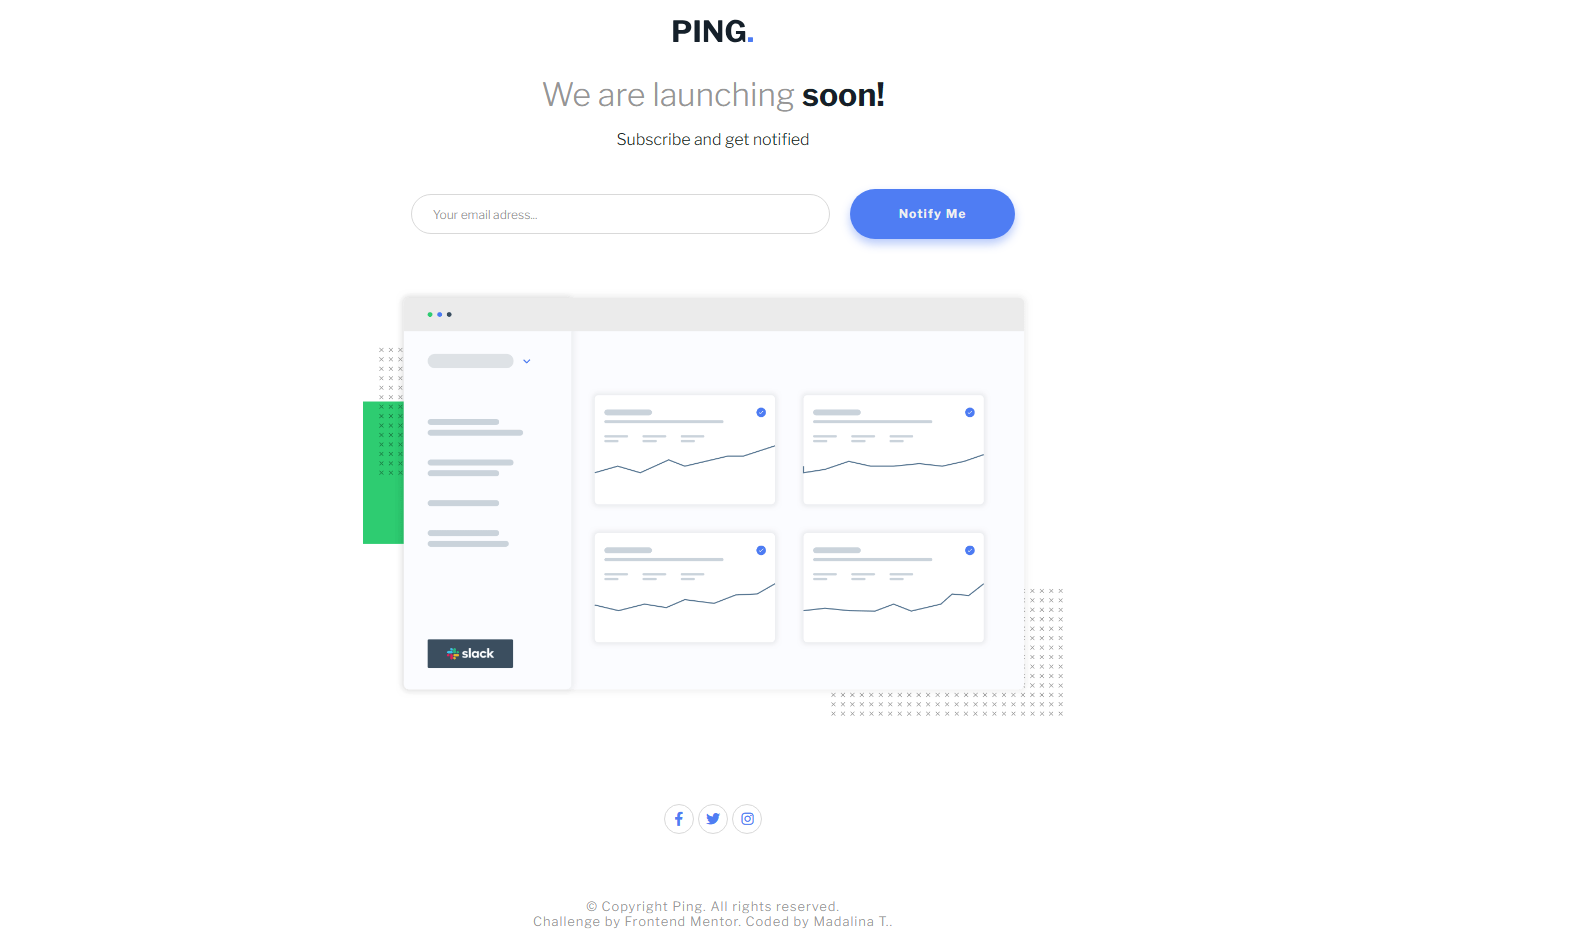 PING.
We are launching soon!
Subscribe and get notified
Your email adress...
Notify Me
slack
© Copyright Ping. All rights reserved.
Challenge by Frontend Mentor. Coded by Madalina T..